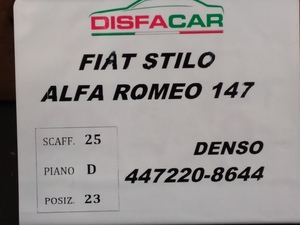 DISFACAR
FIAT STILO
ALFA ROMEO 147
SCAFF. 25
PIANO D
POSIZ. 23
DENSO
447220-8644